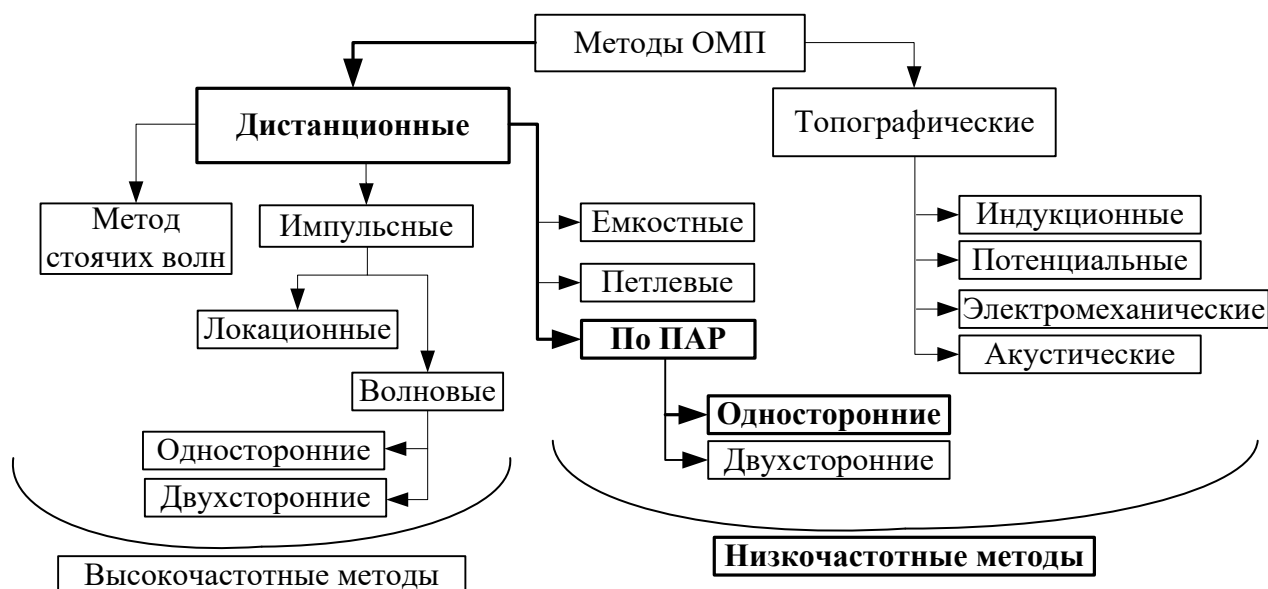 Методы ОМП
Дистанционные
Топографические
Метод
стоячих волн
Импульсные
Емкостные
Индукционные
Потенциальные
Петлевые
Локационные
Электромеханические
По ПАР
Акустические
Волновые
Односторонние
Односторонние
Двухсторонние
Двухсторонние
Низкочастотные методы
Высокочастотные методы